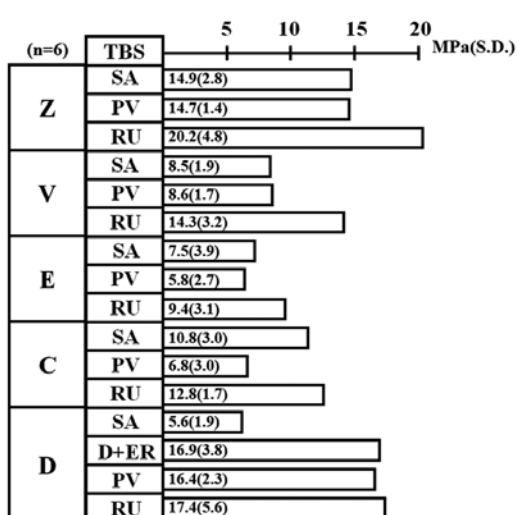 5 10 15 20
(n=6) TBS MPa(S.D.)
SA 14.9(2.8)
Z PV 14.7(1.4)
RU 20.2(4.8)
SA 8.5(1.9)
V PV 8.6(1.7)
RU 14.3(3.2)
SA 7.5(3.9)
E PV 5.8(2.7)
RU 9.4(3.1)
SA 10.8(3.0)
C PV 6.8(3.0)
RU 12.8(1.7)
SA 5.6(1.9)
D+ER 16.9(3.8)
D PV 16.4(2.3)
RU 17.4(5.6)